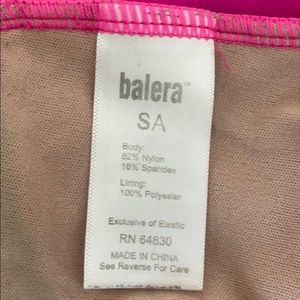 balera™
SA
Body:
82% Nylon
18% Spandex
Lining:
100% Polyester
Exclusive of Elastic
RN 64830
MADE IN CHINA
See Reverse For Care